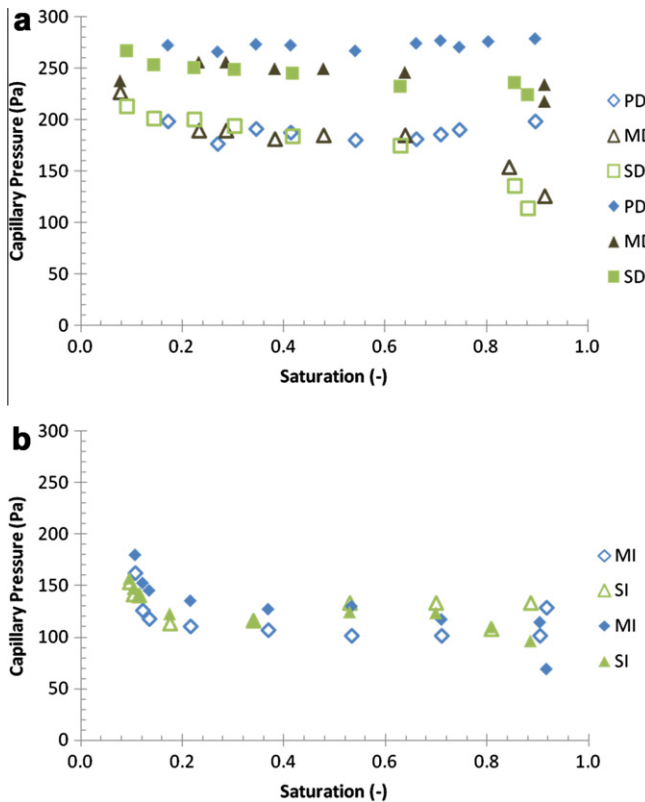 a
300
250
200
150
100
50
0
Capillary Pressure (Pa)
0.0 0.2 0.4 0.6 0.8 1.0
Saturation (-)
PD
MD
SD
PD
MD
SD
b
300
250
200
150
100
50
0
Capillary Pressure (Pa)
0.0 0.2 0.4 0.6 0.8 1.0
Saturation (-)
MI
SI
MI
SI